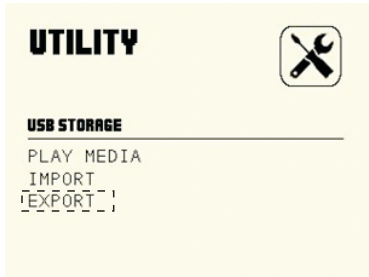 UTILITY
USB STORAGE
PLAY MEDIA
IMPORT
EXPORT